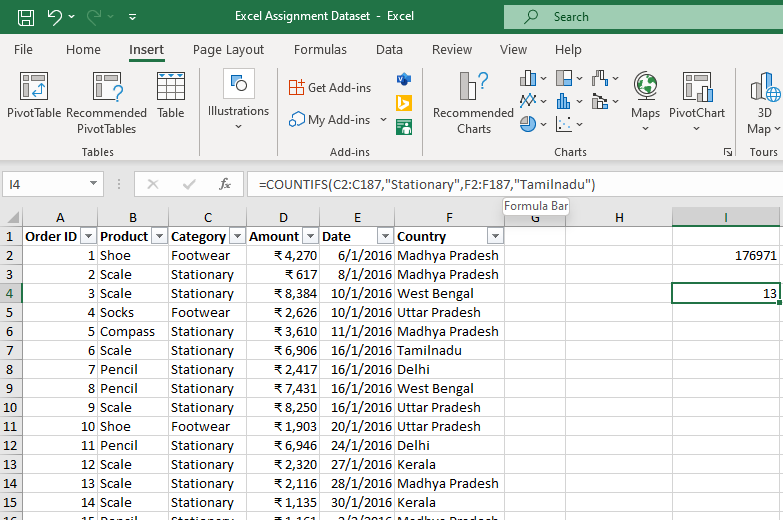 Excel Assignment Dataset - Excel
Search
File Home Insert Page Layout Formulas Data Review View Help
PivotTable Recommended PivotTables Table
Illustrations
Get Add-ins
My Add-ins
Recommended Charts
Maps PivotChart
3D Map
Tables Add-ins Charts Tours
I4 fx =COUNTIFS(C2:C187,"Stationary",F2:F187,"Tamilnadu")
Formula Bar
A B C D E F G H I
1 Order ID Product Category Amount Date Country
2 1 Shoe Footwear ₹ 4,270 6/1/2016 Madhya Pradesh 176971
3 2 Scale Stationary ₹ 617 8/1/2016 Madhya Pradesh
4 3 Scale Stationary ₹ 8,384 10/1/2016 West Bengal 13
5 4 Socks Footwear ₹ 2,626 10/1/2016 Uttar Pradesh
6 5 Compass Stationary ₹ 3,610 11/1/2016 Madhya Pradesh
7 6 Scale Stationary ₹ 6,906 16/1/2016 Tamilnadu
8 7 Pencil Stationary ₹ 2,417 16/1/2016 Delhi
9 8 Pencil Stationary ₹ 7,431 16/1/2016 West Bengal
10 9 Scale Stationary ₹ 8,250 16/1/2016 Uttar Pradesh
11 10 Shoe Footwear ₹ 1,903 20/1/2016 Uttar Pradesh
12 11 Pencil Stationary ₹ 6,946 24/1/2016 Delhi
13 12 Scale Stationary ₹ 2,320 27/1/2016 Kerala
14 13 Scale Stationary ₹ 2,116 28/1/2016 Madhya Pradesh
15 14 Scale Stationary ₹ 1,135 30/1/2016 Kerala